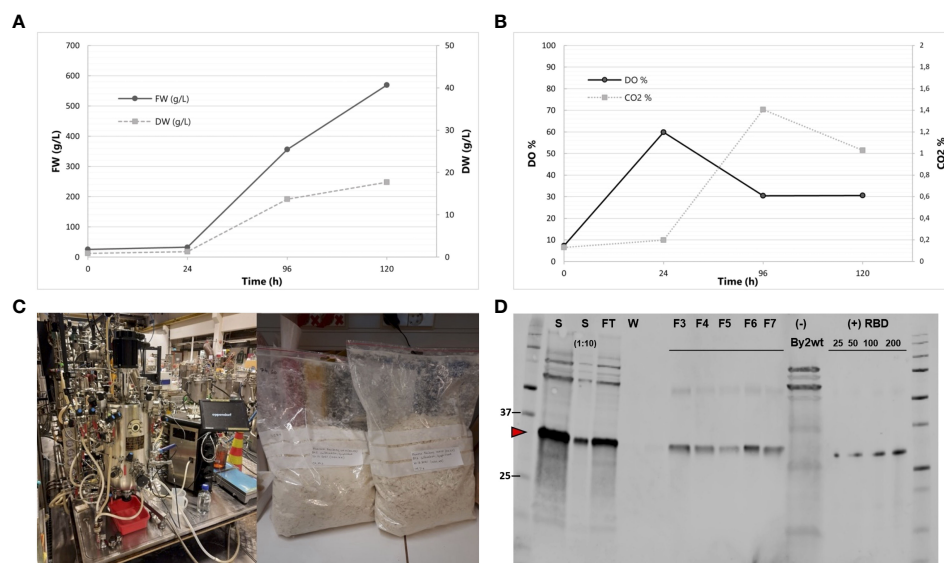 A
700
600
500
400
300
200
100
0
FW (g/L)
50
40
30
20
10
0
DW (g/L)
FW (g/L)
DW (g/L)
0 24 96 120
Time (h)
B
100
90
80
70
60
50
40
30
20
10
0
DO %
2
1,8
1,6
1,4
1,2
1
0,8
0,6
0,4
0,2
0
CO2 %
DO %
CO2 %
0 24 96 120
Time (h)
C
eppendorf
D
S S FT W F3 F4 F5 F6 F7 (-) (+) RBD
(1:10) By2wt 25 50 100 200
37
25